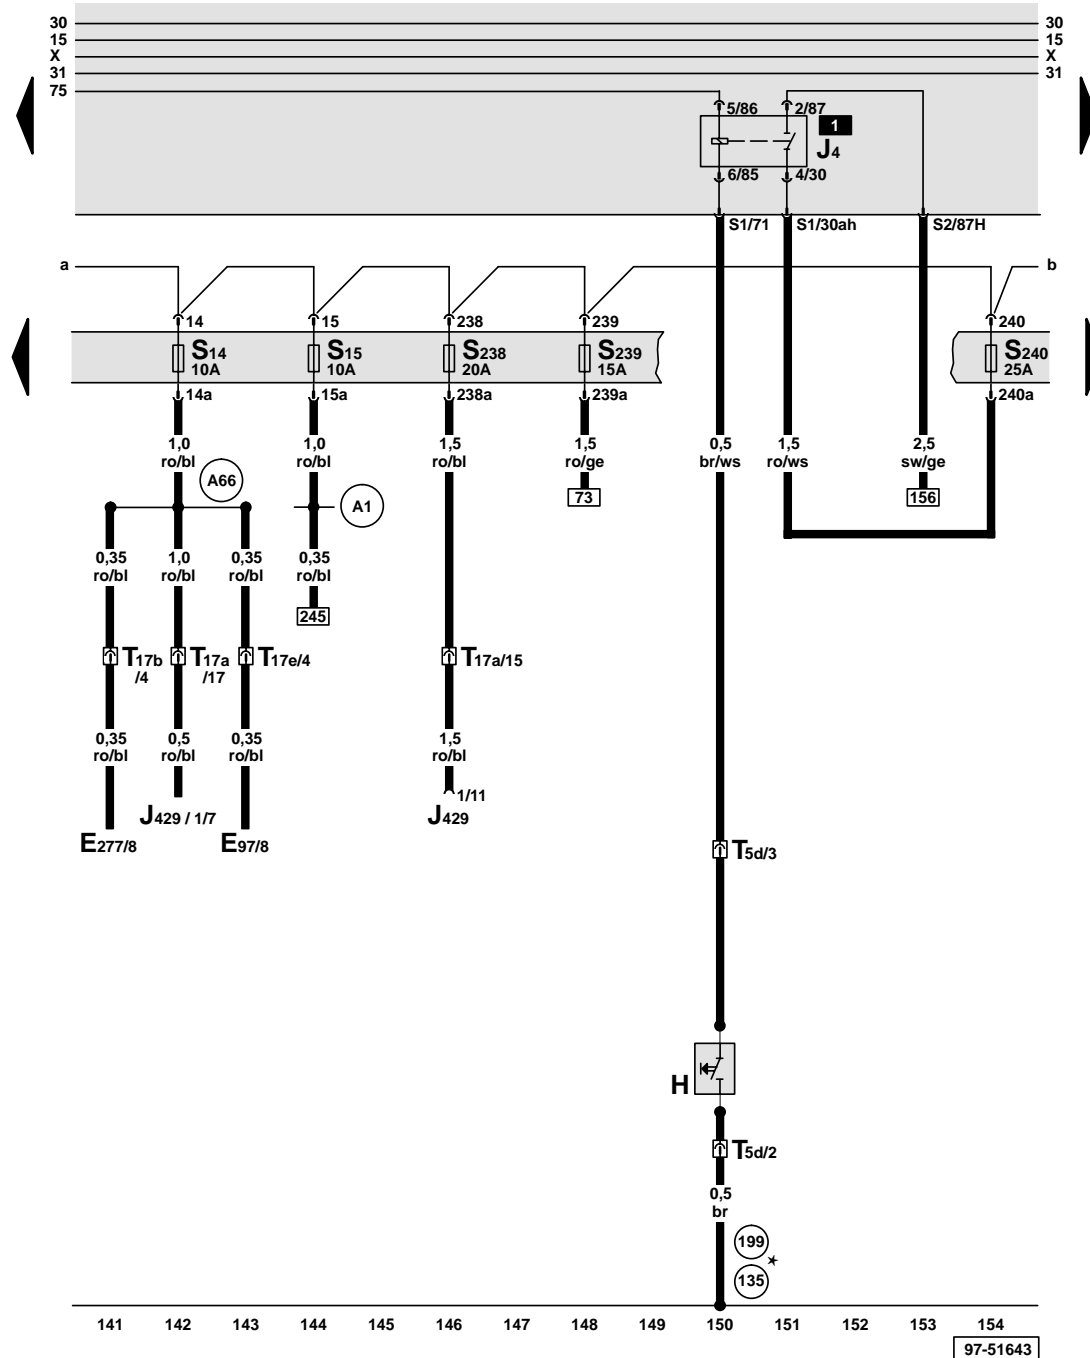 30 30
15 15
X X
31 31
75
5/86 2/87
1
J4
6/85 4/30
S1/71 S1/30ah S2/87H
a b
14 15 238 239 240
S14 S15 S238 S239 S240
10A 10A 20A 15A 25A
14a 15a 238a 239a 240a
1,0 1,0 1,5 1,5 0,5 1,5 2,5
ro/bl ro/bl ro/bl ro/ge br/ws ro/ws sw/ge
A66
73 156
A1
0,35 1,0 0,35 0,35
ro/bl ro/bl ro/bl ro/bl
245
T17b T17a T17e/4 T17a/15
/4 /17
0,35 0,5 0,35 1,5
ro/bl ro/bl ro/bl ro/bl
1/11
J429 / 1/7 J429
E277/8 E97/8
T5d/3
H
T5d/2
0,5
br
199
★
135
141 142 143 144 145 146 147 148 149 150 151 152 153 154
97-51643